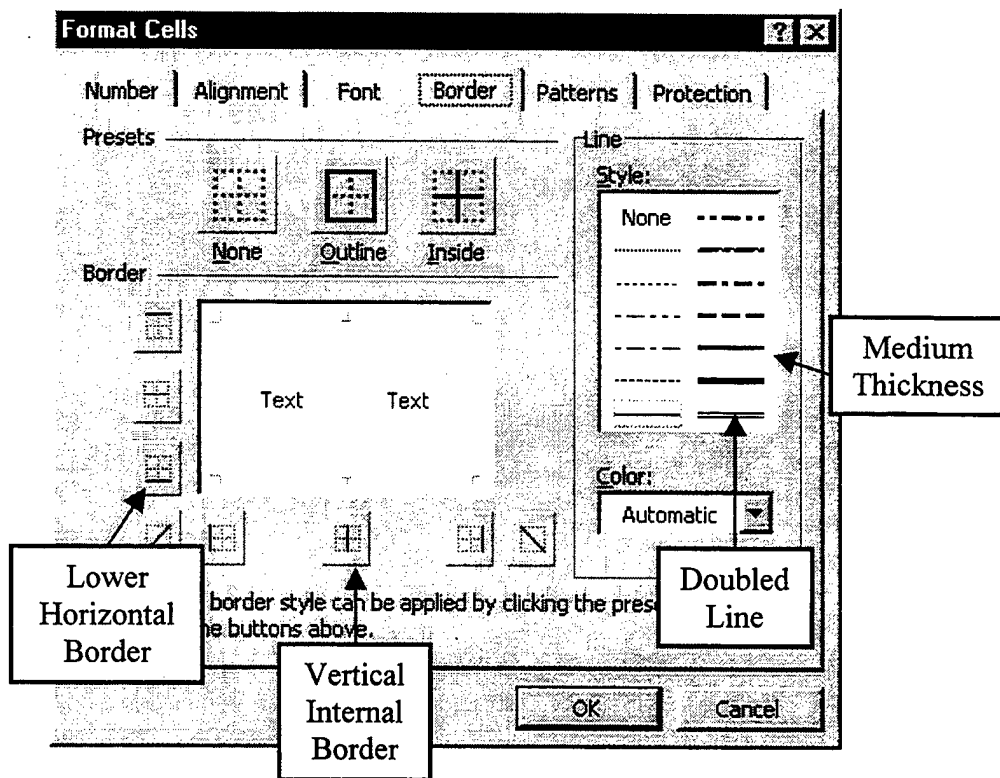 Format Cells
Number Alignment Font Border Patterns Protection
Presets
None Outline Inside
Line
Style:
None
Border
Text Text
Medium
Thickness
Color:
Automatic
Lower
Horizontal
Border
Doubled
Line
border style can be applied by clicking the
buttons above.
Vertical
Internal
Border
OK Cancel